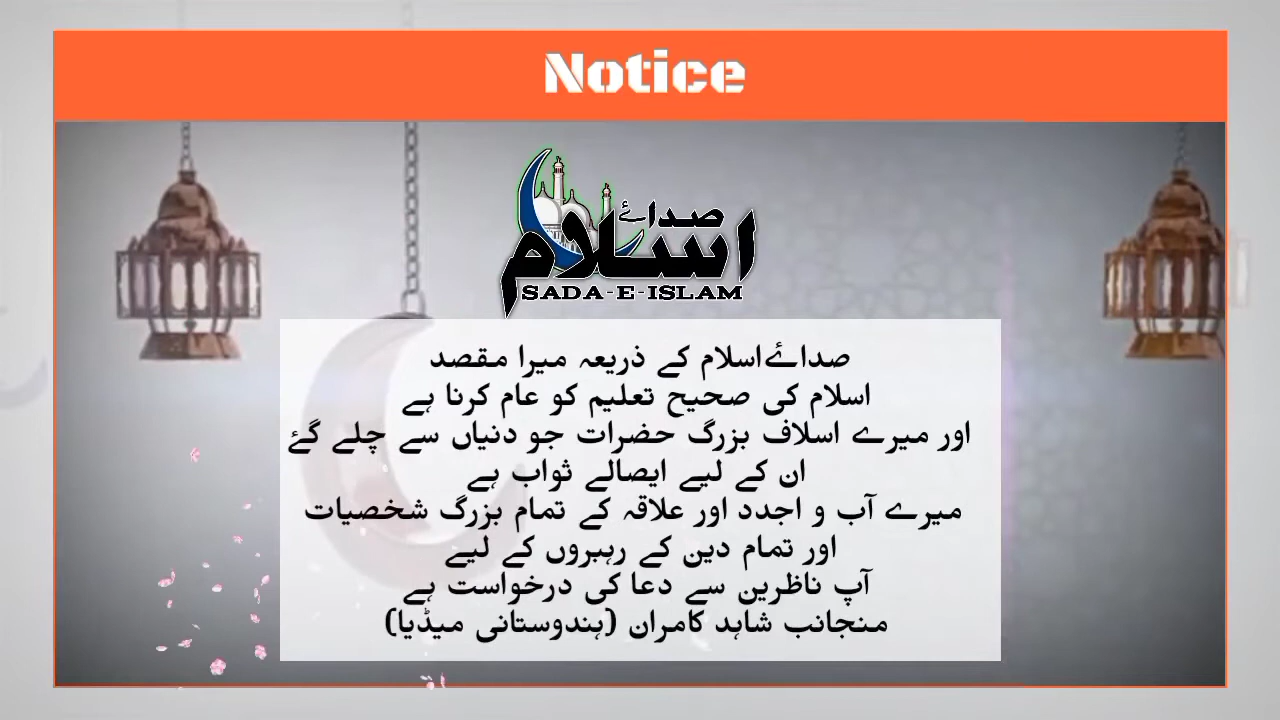 Notice
صدائے
اسلام
SADA-E-ISLAM
صدائےاسلام کے ذریعہ میرا مقصد
اسلام کی صحیح تعلیم کو عام کرنا ہے
اور میرے اسلاف بزرگ حضرات جو دنیاں سے چلے گئے
ان کے لیے ایصالے ثواب ہے
میرے آب و اجدد اور علاقہ کے تمام بزرگ شخصیات
اور تمام دین کے رہبروں کے لیے
آپ ناظرین سے دعا کی درخواست ہے
منجانب شاہد کامران (ہندوستانی میڈیا)